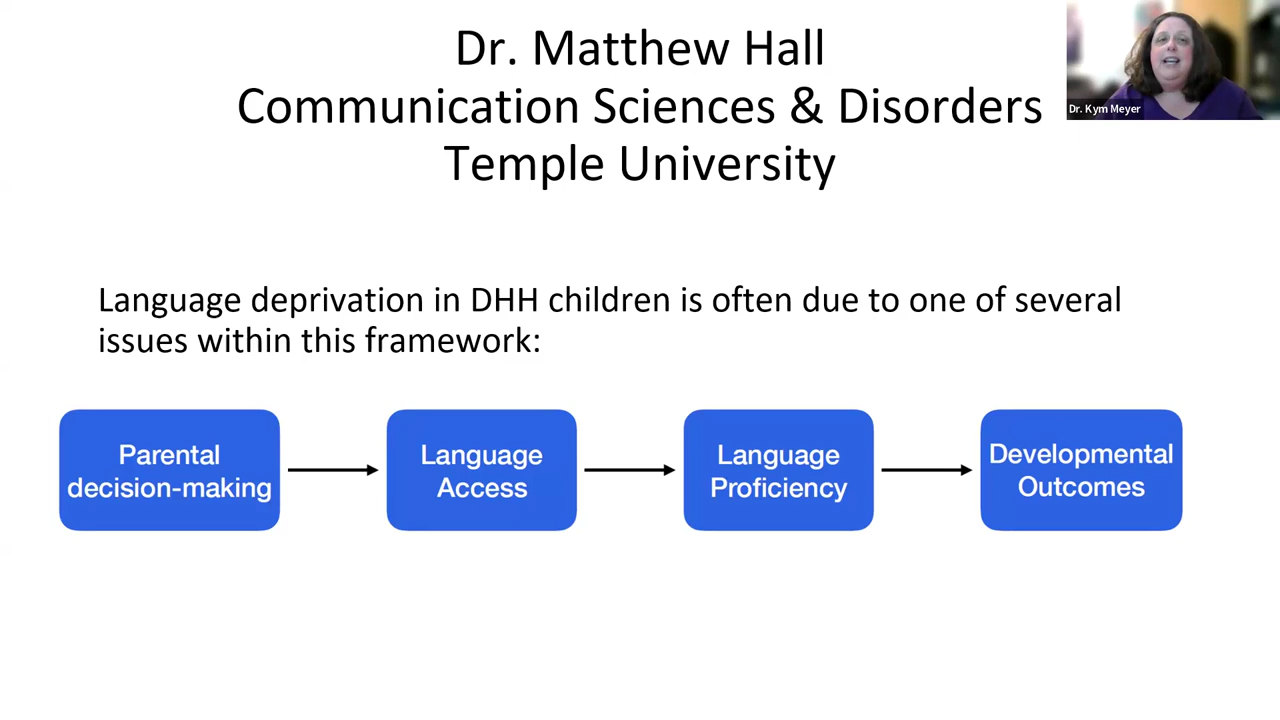 Dr. Matthew Hall
Communication Sciences & Disorders
Temple University
Dr. Kym Meyer
Language deprivation in DHH children is often due to one of several
issues within this framework:
Parental
decision-making
Language
Access
Language
Proficiency
Developmental
Outcomes